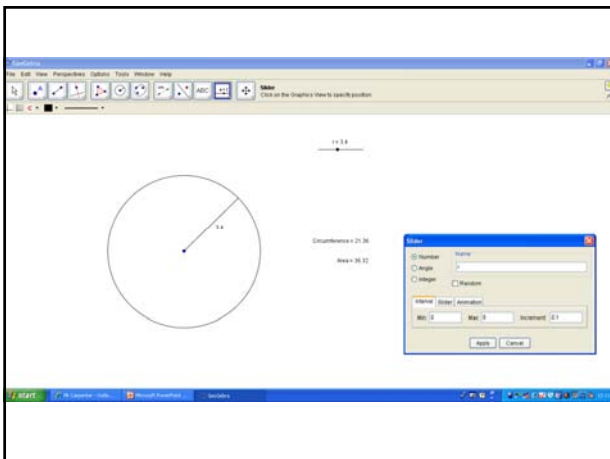 GeoGebra
File Edit View Perspectives Options Tools Window Help
ABC
Slider
Click on the Graphics View to specify position
r = 3.4
3.4
Circumference = 21.36
Area = 36.32
Slider
Number
Name
Angle
r
Integer
Random
Interval Slider Animation
Min: 0 Max: 5 Increment: 0.1
Apply Cancel
start
Microsoft PowerPoint
GeoGebra